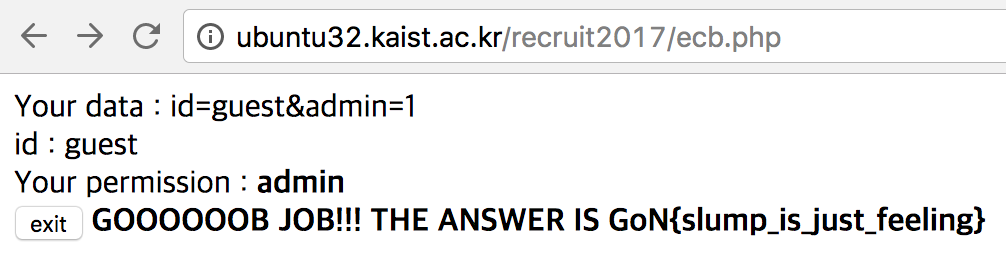 ubuntu32.kaist.ac.kr/recruit2017/ecb.php
Your data : id=guest&admin=1
id : guest
Your permission : admin
exit GOOOOOOB JOB!!! THE ANSWER IS GoN{slump_is_just_feeling}